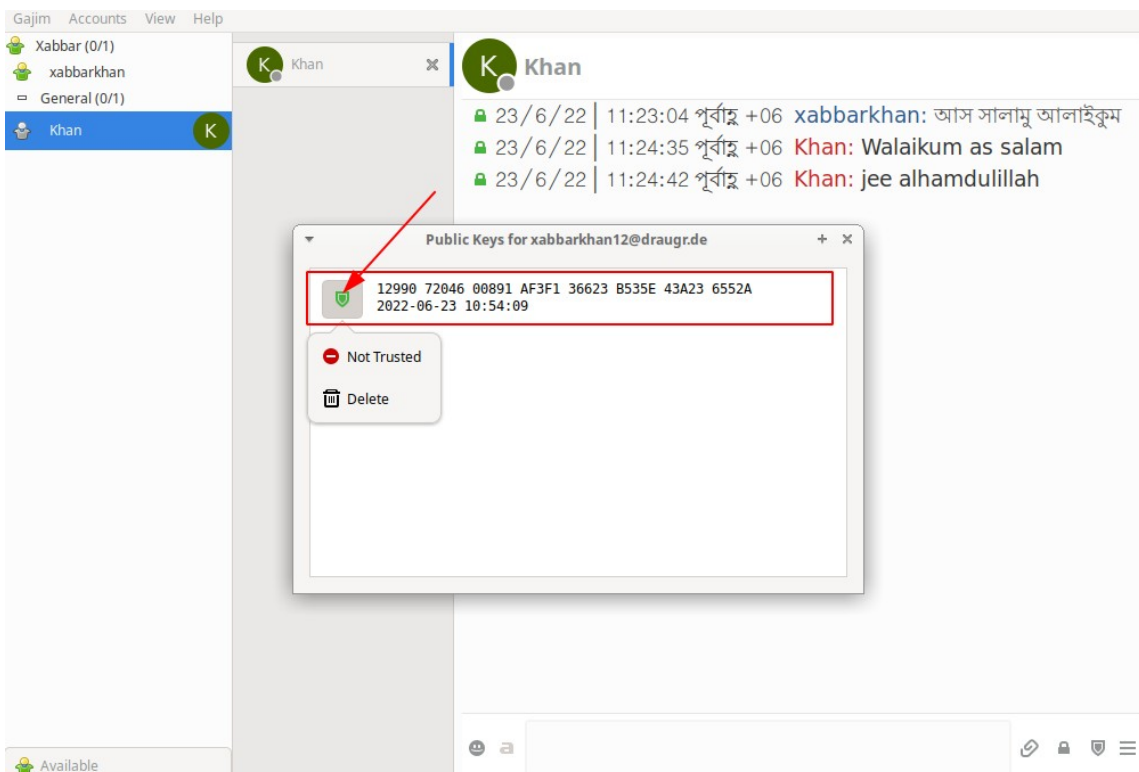 Gajim Accounts View Help
Xabbar (0/1)
xabbarkhan
General (0/1)
Khan K
K Khan
K Khan
23/6/22 | 11:23:04 পূর্বাহ্ণ +06 xabbarkhan: আস সালামু আলাইকুম
23/6/22 | 11:24:35 পূর্বাহ্ণ +06 Khan: Walaikum as salam
23/6/22 | 11:24:42 পূর্বাহ্ণ +06 Khan: jee alhamdulillah
Public Keys for xabbarkhan12@draugr.de
12990 72046 00891 AF3F1 36623 B535E 43A23 6552A
2022-06-23 10:54:09
Not Trusted
Delete
a
Available